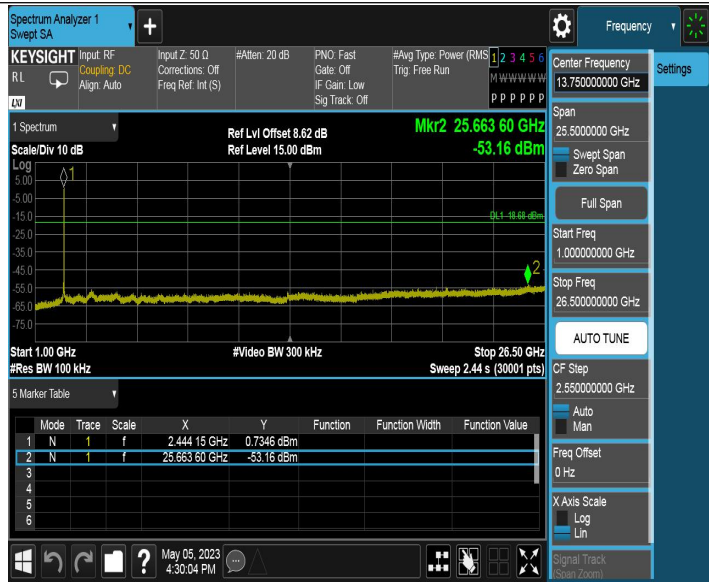 Spectrum Analyzer 1
Swept SA
Frequency
KEYSIGHT
RL
LXI
Input: RF
Coupling: DC
Align: Auto
Input Z: 50 Ω
Corrections: Off
Freq Ref: Int (S)
#Atten: 20 dB
PNO: Fast
Gate: Off
IF Gain: Low
Sig Track: Off
#Avg Type: Power (RMS
Trig: Free Run
1 2 3 4 5 6
M W W W W W
P P P P P P
Center Frequency
13.750000000 GHz
Settings
1 Spectrum
Scale/Div 10 dB
Ref Lvl Offset 8.62 dB
Ref Level 15.00 dBm
Mkr2 25.663 60 GHz
-53.16 dBm
Log
5.00
-5.00
-15.0
-25.0
-35.0
-45.0
-55.0
-65.0
-75.0
1
DL1 -18.68 dBm
2
Start 1.00 GHz
#Res BW 100 kHz
#Video BW 300 kHz
Stop 26.50 GHz
Sweep 2.44 s (30001 pts)
Span
25.5000000 GHz
Swept Span
Zero Span
Full Span
Start Freq
1.000000000 GHz
Stop Freq
26.500000000 GHz
AUTO TUNE
CF Step
2.550000000 GHz
Auto
Man
Freq Offset
0 Hz
X Axis Scale
Log
Lin
Signal Track
(Span Zoom)
5 Marker Table
Mode Trace Scale X Y Function Function Width Function Value
1 N 1 f 2.444 15 GHz 0.7346 dBm
2 N 1 f 25.663 60 GHz -53.16 dBm
3
4
5
6
?
May 05, 2023
4:30:04 PM